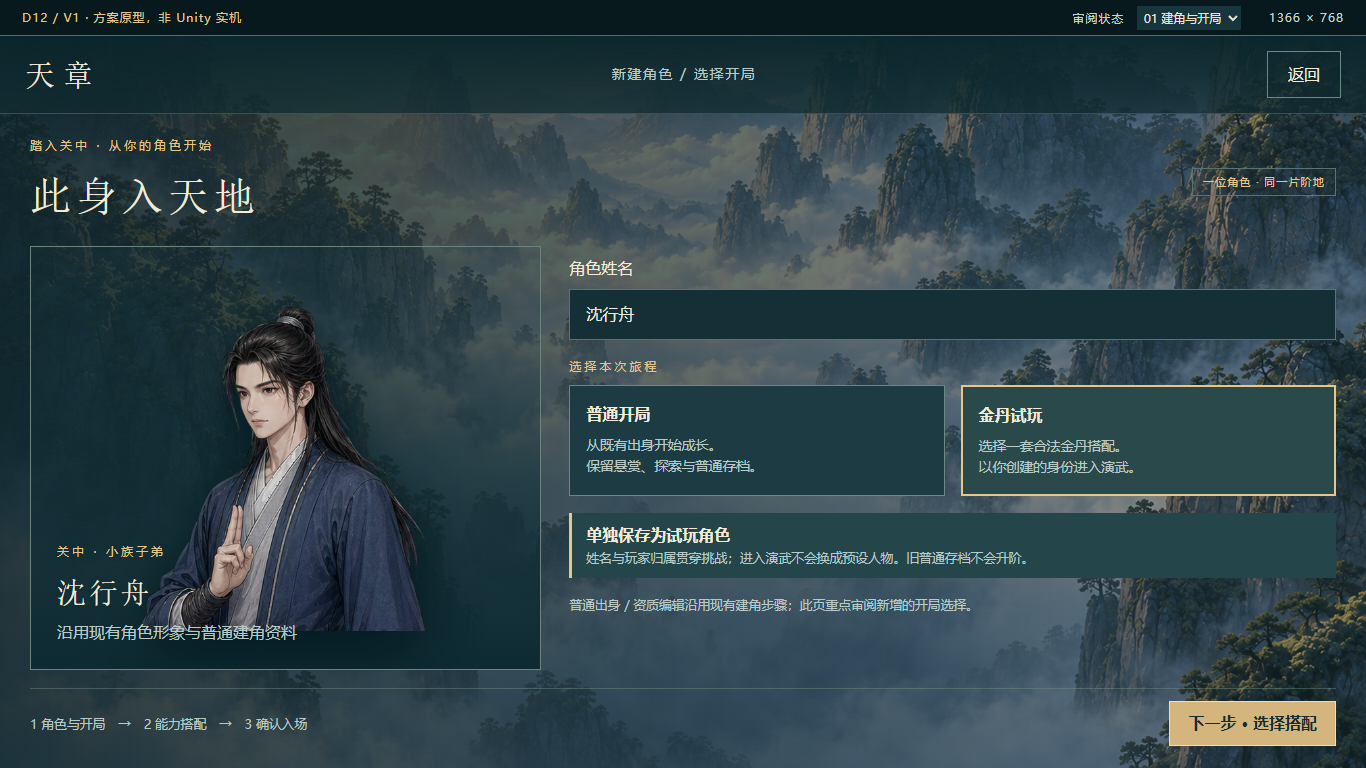 D12 / V1 · 方案原型，非 Unity 实机
审阅状态
01 建角与开局
1366 × 768
天章
新建角色 / 选择开局
返回
踏入关中 · 从你的角色开始
此身入天地
一位角色 · 同一片阶地
关中 · 小族子弟
沈行舟
沿用现有角色形象与普通建角资料
角色姓名
沈行舟
选择本次旅程
普通开局
从既有出身开始成长。
保留悬赏、探索与普通存档。
金丹试玩
选择一套合法金丹搭配。
以你创建的身份进入演武。
单独保存为试玩角色
姓名与玩家归属贯穿挑战；进入演武不会换成预设人物。旧普通存档不会升阶。
普通出身 / 资质编辑沿用现有建角步骤；此页重点审阅新增的开局选择。
1 角色与开局 → 2 能力搭配 → 3 确认入场
下一步 • 选择搭配